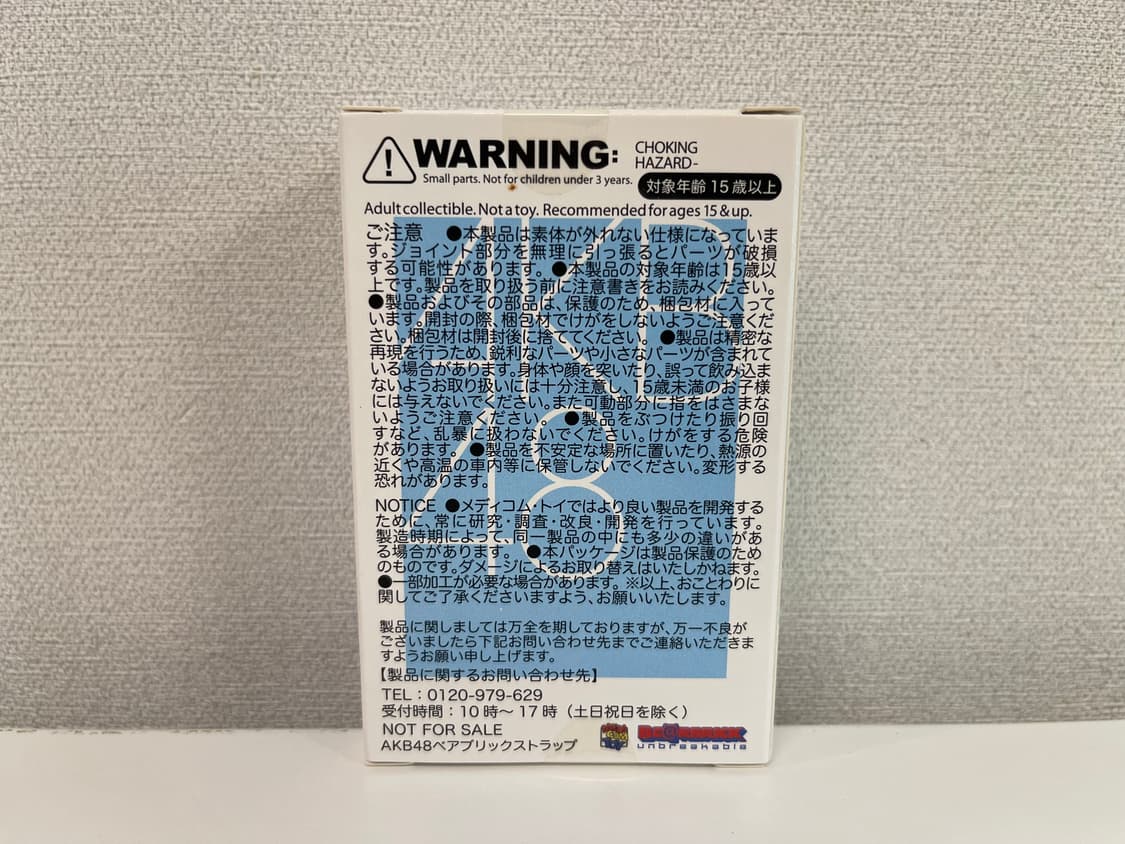 WARNING:
CHOKING
HAZARD-
Small parts. Not for children under 3 years.
対象年齢 15 歳以上
Adult collectible. Not a toy. Recommended for ages 15 & up.
AKB
48
ご注意 ●本製品は素体が外れない仕様になっていま
す。ジョイント部分を無理に引っ張るとパーツが破損
する可能性があります。 ●本製品の対象年齢は15歳以
上です。製品を取り扱う前に注意書きをお読みください。
●製品およびその部品は、保護のため、梱包材に入って
います。開封の際、梱包材でけがをしないようご注意くだ
さい。梱包材は開封後に捨ててください。 ●製品は精密な
再現を行うため、鋭利なパーツや小さなパーツが含まれて
いる場合があります。身体や顔を突いたり、誤って飲み込ま
ないようお取り扱いには十分注意し、15歳未満のお子様
には与えないでください。また可動部分に指をはさまな
いようご注意ください。 ●製品をぶつけたり振り回
すなど、乱暴に扱わないでください。けがをする危険
があります。 ●製品を不安定な場所に置いたり、熱源の
近くや高温の車内等に保管しないでください。変形する
恐れがあります。
NOTICE ●メディコム・トイではより良い製品を開発する
ために、常に研究・調査・改良・開発を行っています。
製造時期によって、同一製品の中にも多少の違いがあ
る場合があります。 ●本パッケージは製品保護のため
のものです。ダメージによるお取り替えはいたしかねます。
●一部加工が必要な場合があります。 ※以上、おことわりに
関してご了承くださいますよう、お願いいたします。
製品に関しましては万全を期しておりますが、万一不良が
ございましたら下記お問い合わせ先までご連絡いただきま
すようお願い申し上げます。
【製品に関するお問い合わせ先】
TEL：0120-979-629
受付時間：10 時〜 17 時（土日祝日を除く）
NOT FOR SALE
AKB48ベアブリックストラップ
BE@RBRICK
unbreakable